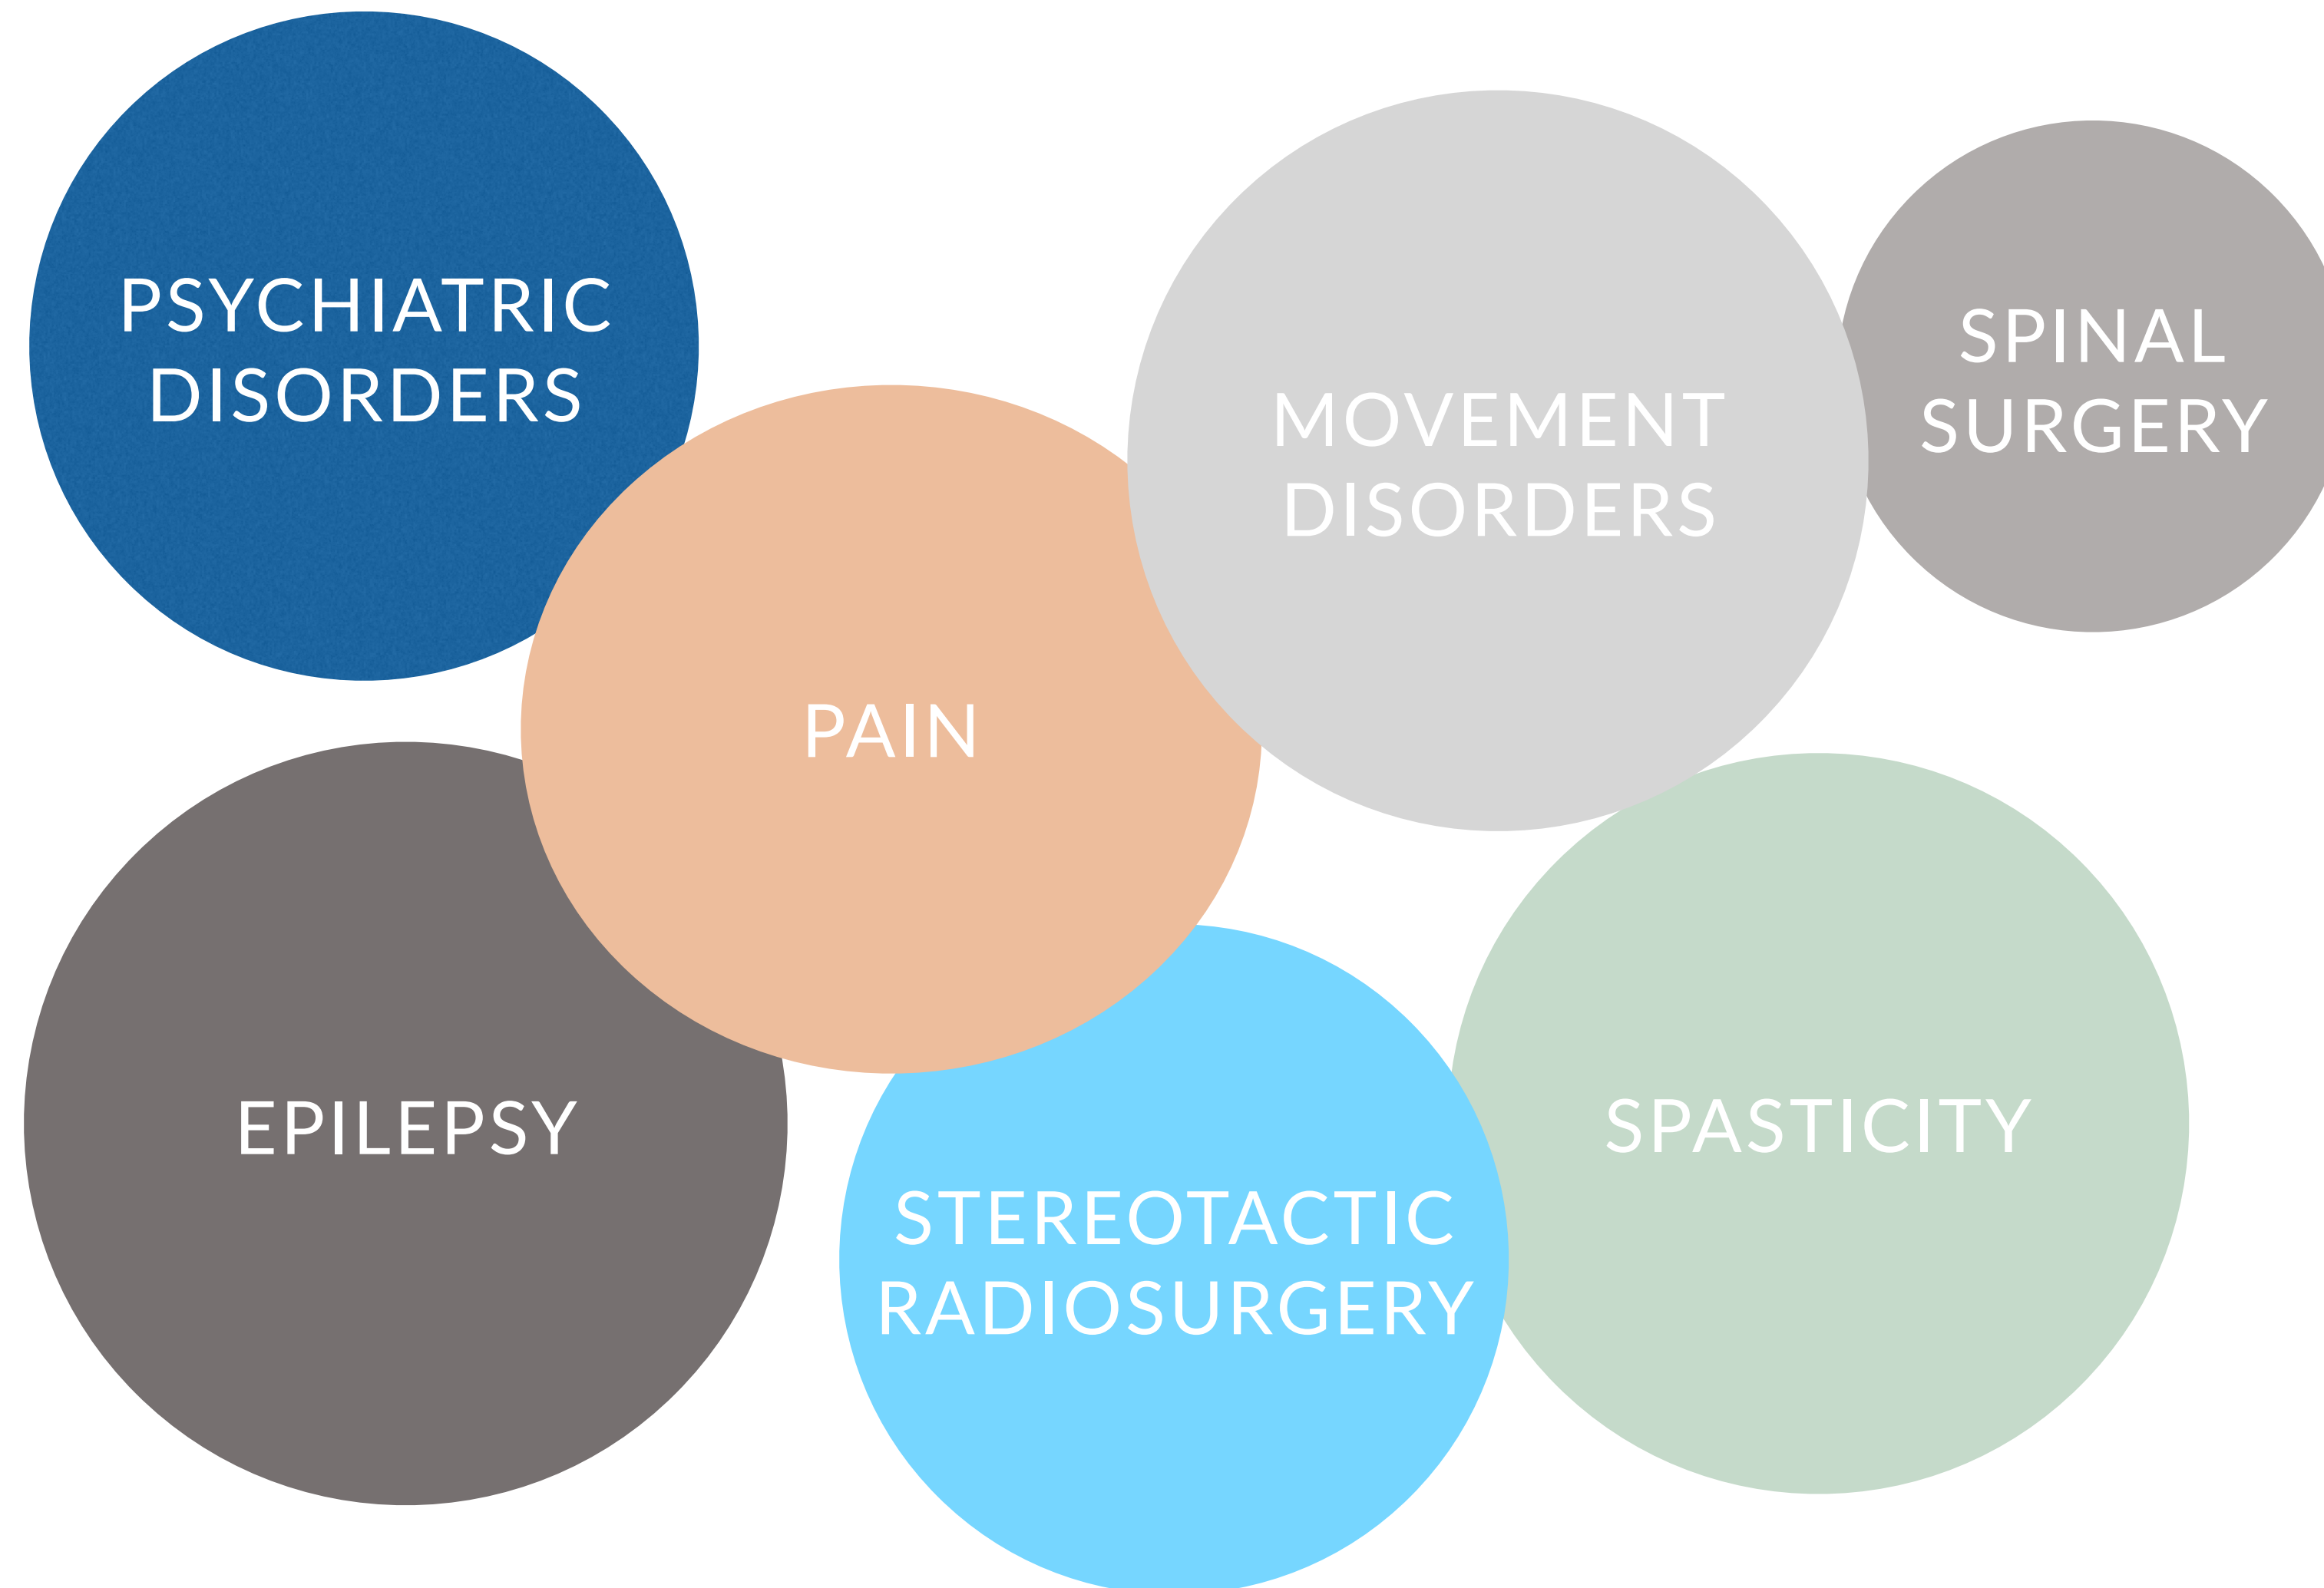 PSYCHIATRIC
DISORDERS
MOVEMENT
DISORDERS
SPINAL
SURGERY
PAIN
EPILEPSY
STEREOTACTIC
RADIOSURGERY
SPASTICITY